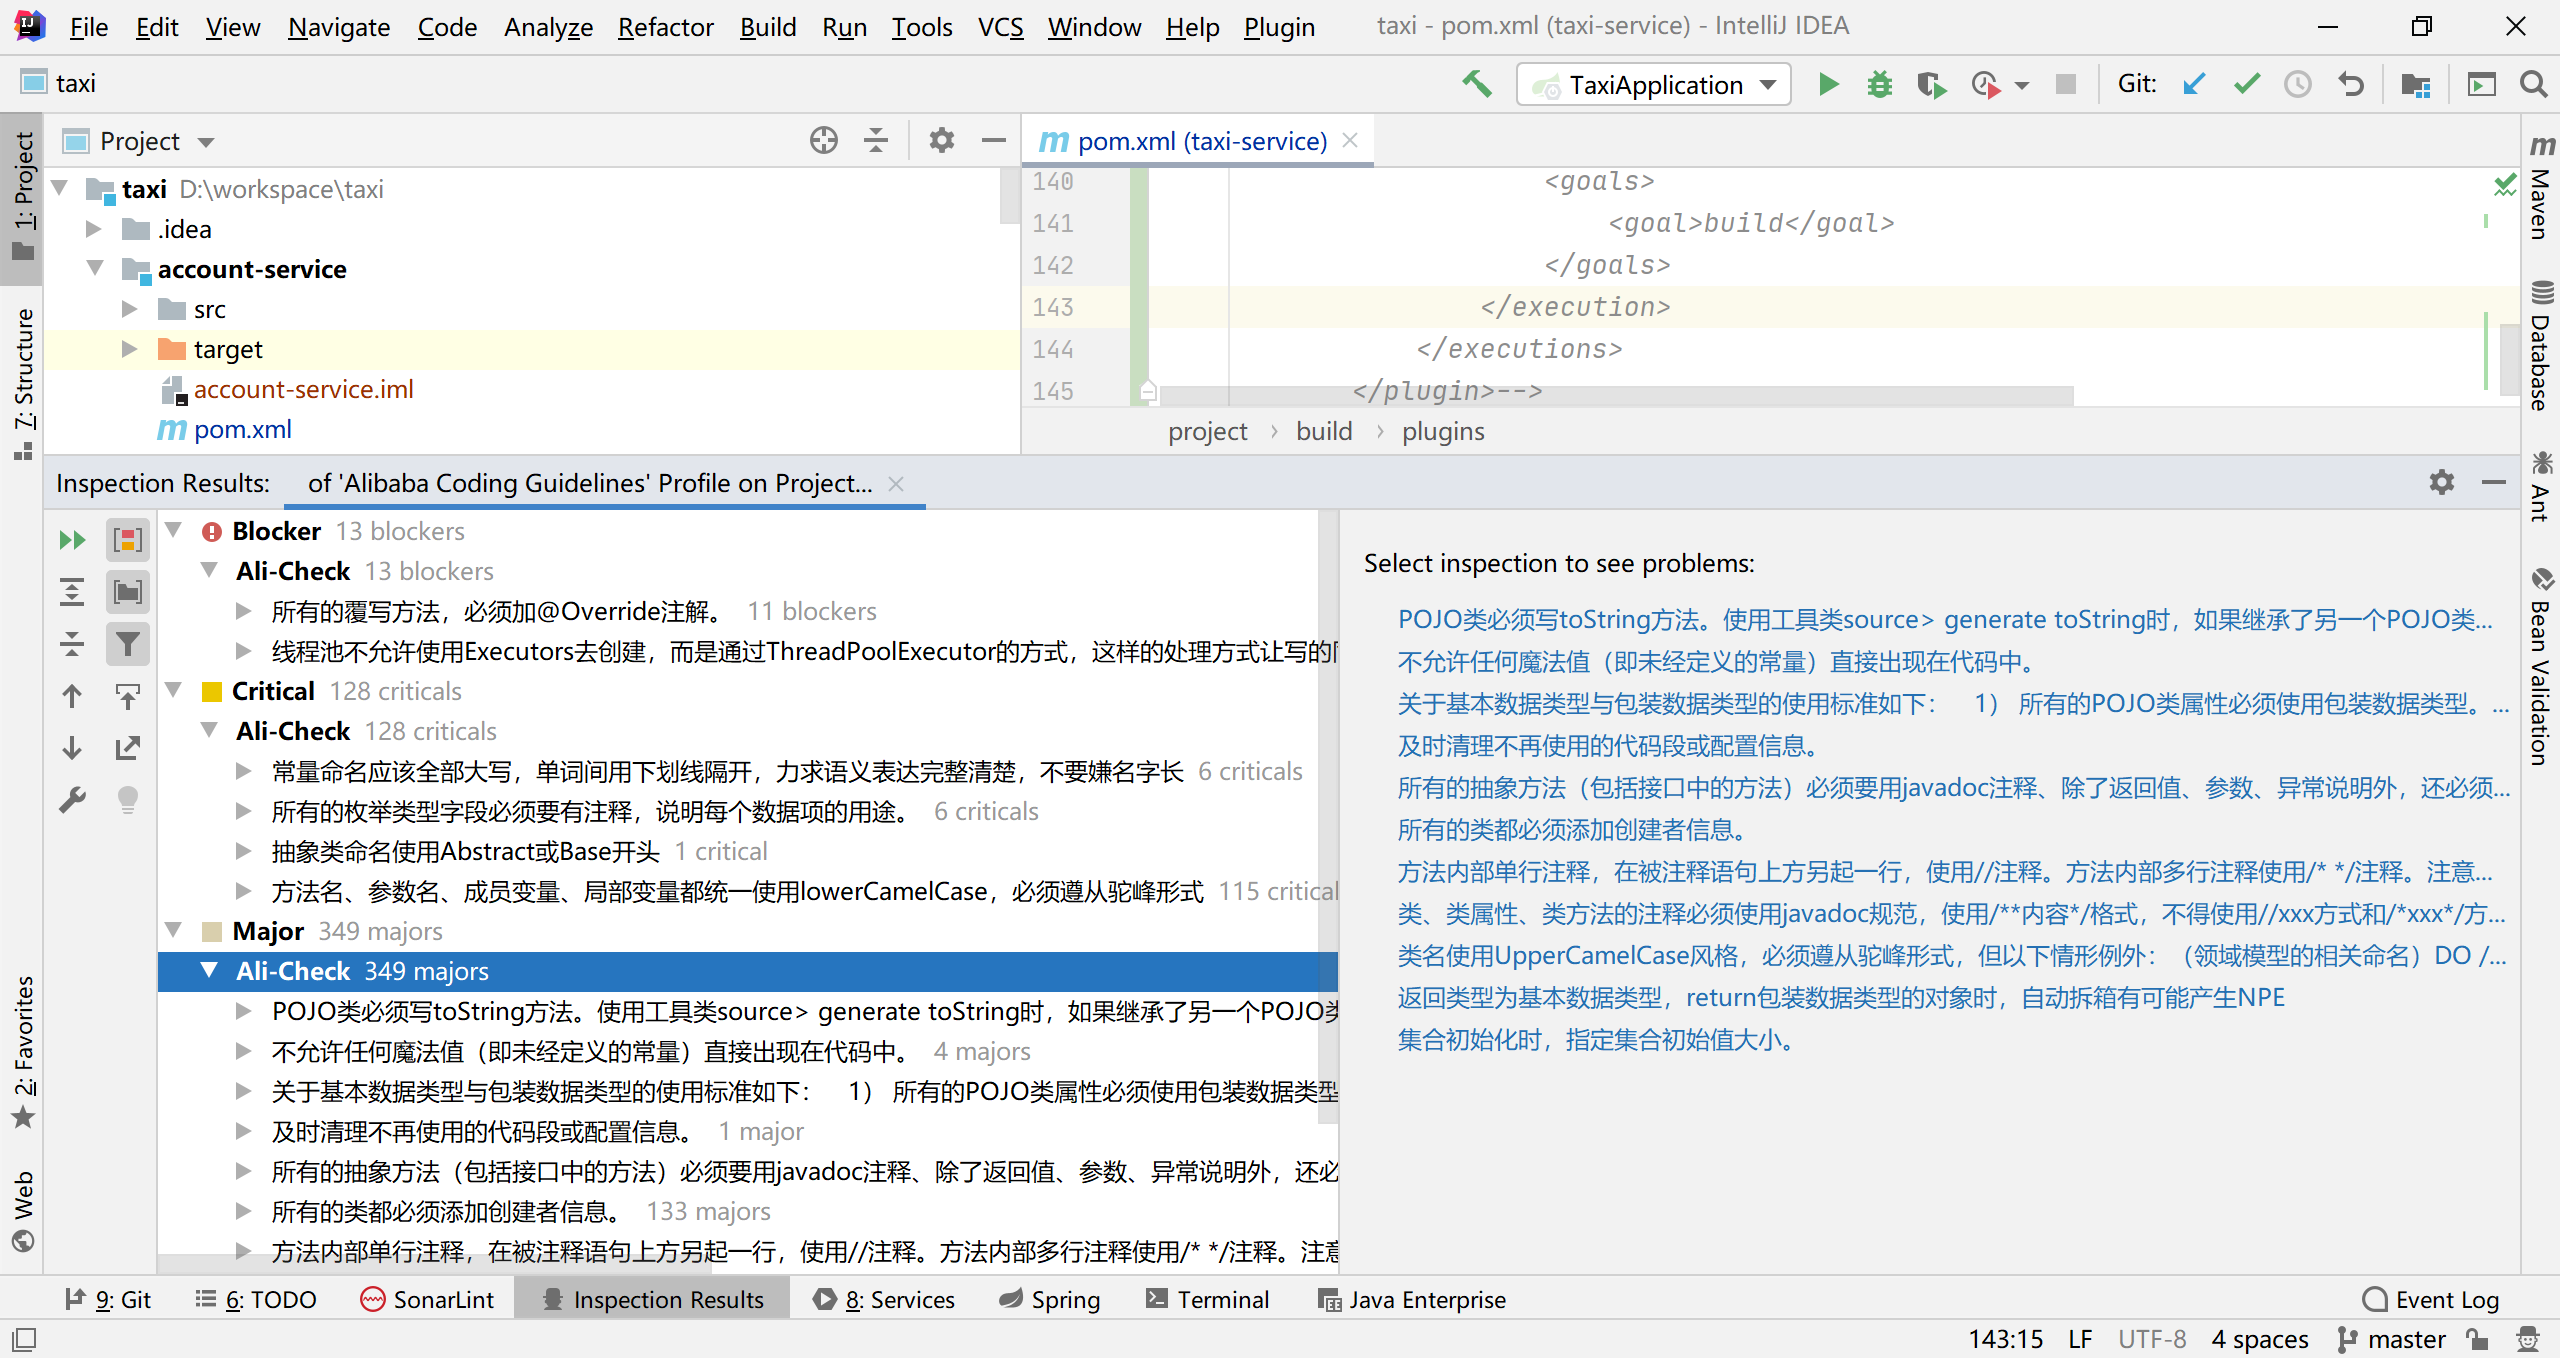 File Edit View Navigate Code Analyze Refactor Build Run Tools VCS Window Help Plugin taxi - pom.xml (taxi-service) - IntelliJ IDEA
taxi TaxiApplication Git:
Project
pom.xml (taxi-service)
taxi D:\workspace\taxi
.idea
account-service
src
target
account-service.iml
pom.xml
140 <goals>
141 <goal>build</goal>
142 </goals>
143 </execution>
144 </executions>
145 </plugin>-->
project › build › plugins
1: Project
7: Structure
2: Favorites
Web
Maven
Database
Ant
Bean Validation
Inspection Results: of 'Alibaba Coding Guidelines' Profile on Project...
Blocker 13 blockers
Ali-Check 13 blockers
所有的覆写方法，必须加@Override注解。 11 blockers
线程池不允许使用Executors去创建，而是通过ThreadPoolExecutor的方式，这样的处理方式让写的
Critical 128 criticals
Ali-Check 128 criticals
常量命名应该全部大写，单词间用下划线隔开，力求语义表达完整清楚，不要嫌名字长 6 criticals
所有的枚举类型字段必须要有注释，说明每个数据项的用途。 6 criticals
抽象类命名使用Abstract或Base开头 1 critical
方法名、参数名、成员变量、局部变量都统一使用lowerCamelCase，必须遵从驼峰形式 115 critical
Major 349 majors
Ali-Check 349 majors
POJO类必须写toString方法。使用工具类source> generate toString时，如果继承了另一个POJO类
不允许任何魔法值（即未经定义的常量）直接出现在代码中。 4 majors
关于基本数据类型与包装数据类型的使用标准如下： 1） 所有的POJO类属性必须使用包装数据类型
及时清理不再使用的代码段或配置信息。 1 major
所有的抽象方法（包括接口中的方法）必须要用javadoc注释、除了返回值、参数、异常说明外，还必
所有的类都必须添加创建者信息。 133 majors
方法内部单行注释，在被注释语句上方另起一行，使用//注释。方法内部多行注释使用/* */注释。注意
Select inspection to see problems:
POJO类必须写toString方法。使用工具类source> generate toString时，如果继承了另一个POJO类...
不允许任何魔法值（即未经定义的常量）直接出现在代码中。
关于基本数据类型与包装数据类型的使用标准如下： 1） 所有的POJO类属性必须使用包装数据类型。...
及时清理不再使用的代码段或配置信息。
所有的抽象方法（包括接口中的方法）必须要用javadoc注释、除了返回值、参数、异常说明外，还必须...
所有的类都必须添加创建者信息。
方法内部单行注释，在被注释语句上方另起一行，使用//注释。方法内部多行注释使用/* */注释。注意...
类、类属性、类方法的注释必须使用javadoc规范，使用/**内容*/格式，不得使用//xxx方式和/*xxx*/方...
类名使用UpperCamelCase风格，必须遵从驼峰形式，但以下情形例外：（领域模型的相关命名）DO /...
返回类型为基本数据类型，return包装数据类型的对象时，自动拆箱有可能产生NPE
集合初始化时，指定集合初始值大小。
9: Git 6: TODO SonarLint Inspection Results 8: Services Spring Terminal Java Enterprise Event Log
143:15 LF UTF-8 4 spaces master